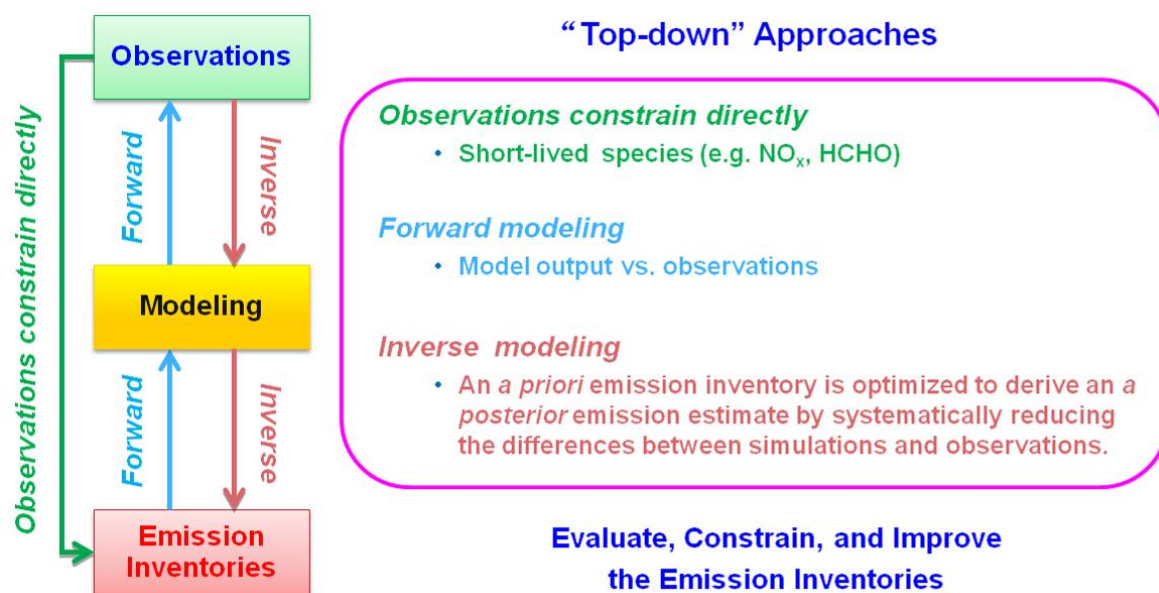 Observations
Observations constrain directly
Forward
Inverse
Modeling
Forward
Inverse
Emission
Inventories
“Top-down” Approaches
Observations constrain directly
• Short-lived species (e.g. NOₓ, HCHO)
Forward modeling
• Model output vs. observations
Inverse modeling
• An a priori emission inventory is optimized to derive an a
posterior emission estimate by systematically reducing
the differences between simulations and observations.
Evaluate, Constrain, and Improve
the Emission Inventories